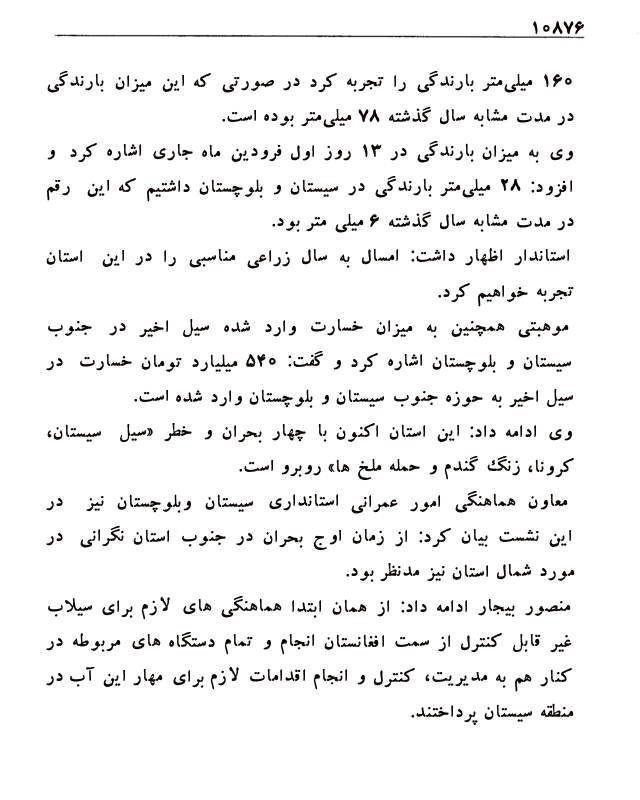 ۱۰۸۷۶
۱۶۰ میلی‌متر بارندگی را تجربه کرد در صورتی که این میزان بارندگی
در مدت مشابه سال گذشته ۷۸ میلی‌متر بوده است.
وی به میزان بارندگی در ۱۳ روز اول فرودین ماه جاری اشاره کرد و
افزود: ۲۸ میلی‌متر بارندگی در سیستان و بلوچستان داشتیم که این رقم
در مدت مشابه سال گذشته ۶ میلی متر بود.
استاندار اظهار داشت: امسال به سال زراعی مناسبی را در این استان
تجربه خواهیم کرد.
موهبتی همچنین به میزان خسارت وارد شده سیل اخیر در جنوب
سیستان و بلوچستان اشاره کرد و گفت: ۵۴۰ میلیارد تومان خسارت در
سیل اخیر به حوزه جنوب سیستان و بلوچستان وارد شده است.
وی ادامه داد: این استان اکنون با چهار بحران و خطر «سیل سیستان،
کرونا، زنگ گندم و حمله ملخ ها» روبرو است.
معاون هماهنگی امور عمرانی استانداری سیستان وبلوچستان نیز در
این نشست بیان کرد: از زمان اوج بحران در جنوب استان نگرانی در
مورد شمال استان نیز مدنظر بود.
منصور بیجار ادامه داد: از همان ابتدا هماهنگی های لازم برای سیلاب
غیر قابل کنترل از سمت افغانستان انجام و تمام دستگاه های مربوطه در
کنار هم به مدیریت، کنترل و انجام اقدامات لازم برای مهار این آب در
منطقه سیستان پرداختند.